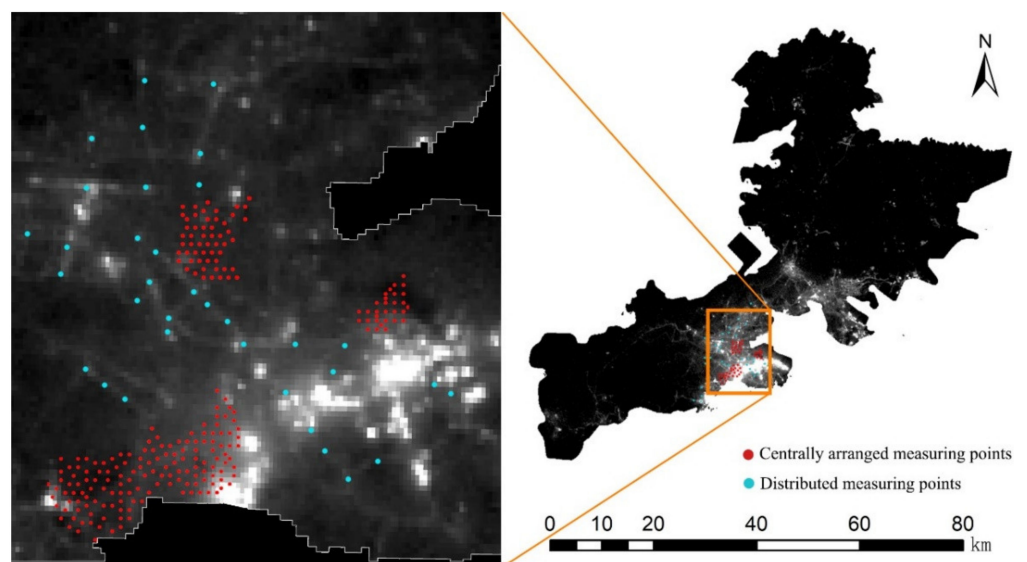 N
Centrally arranged measuring points
Distributed measuring points
0 10 20 40 60 80
km